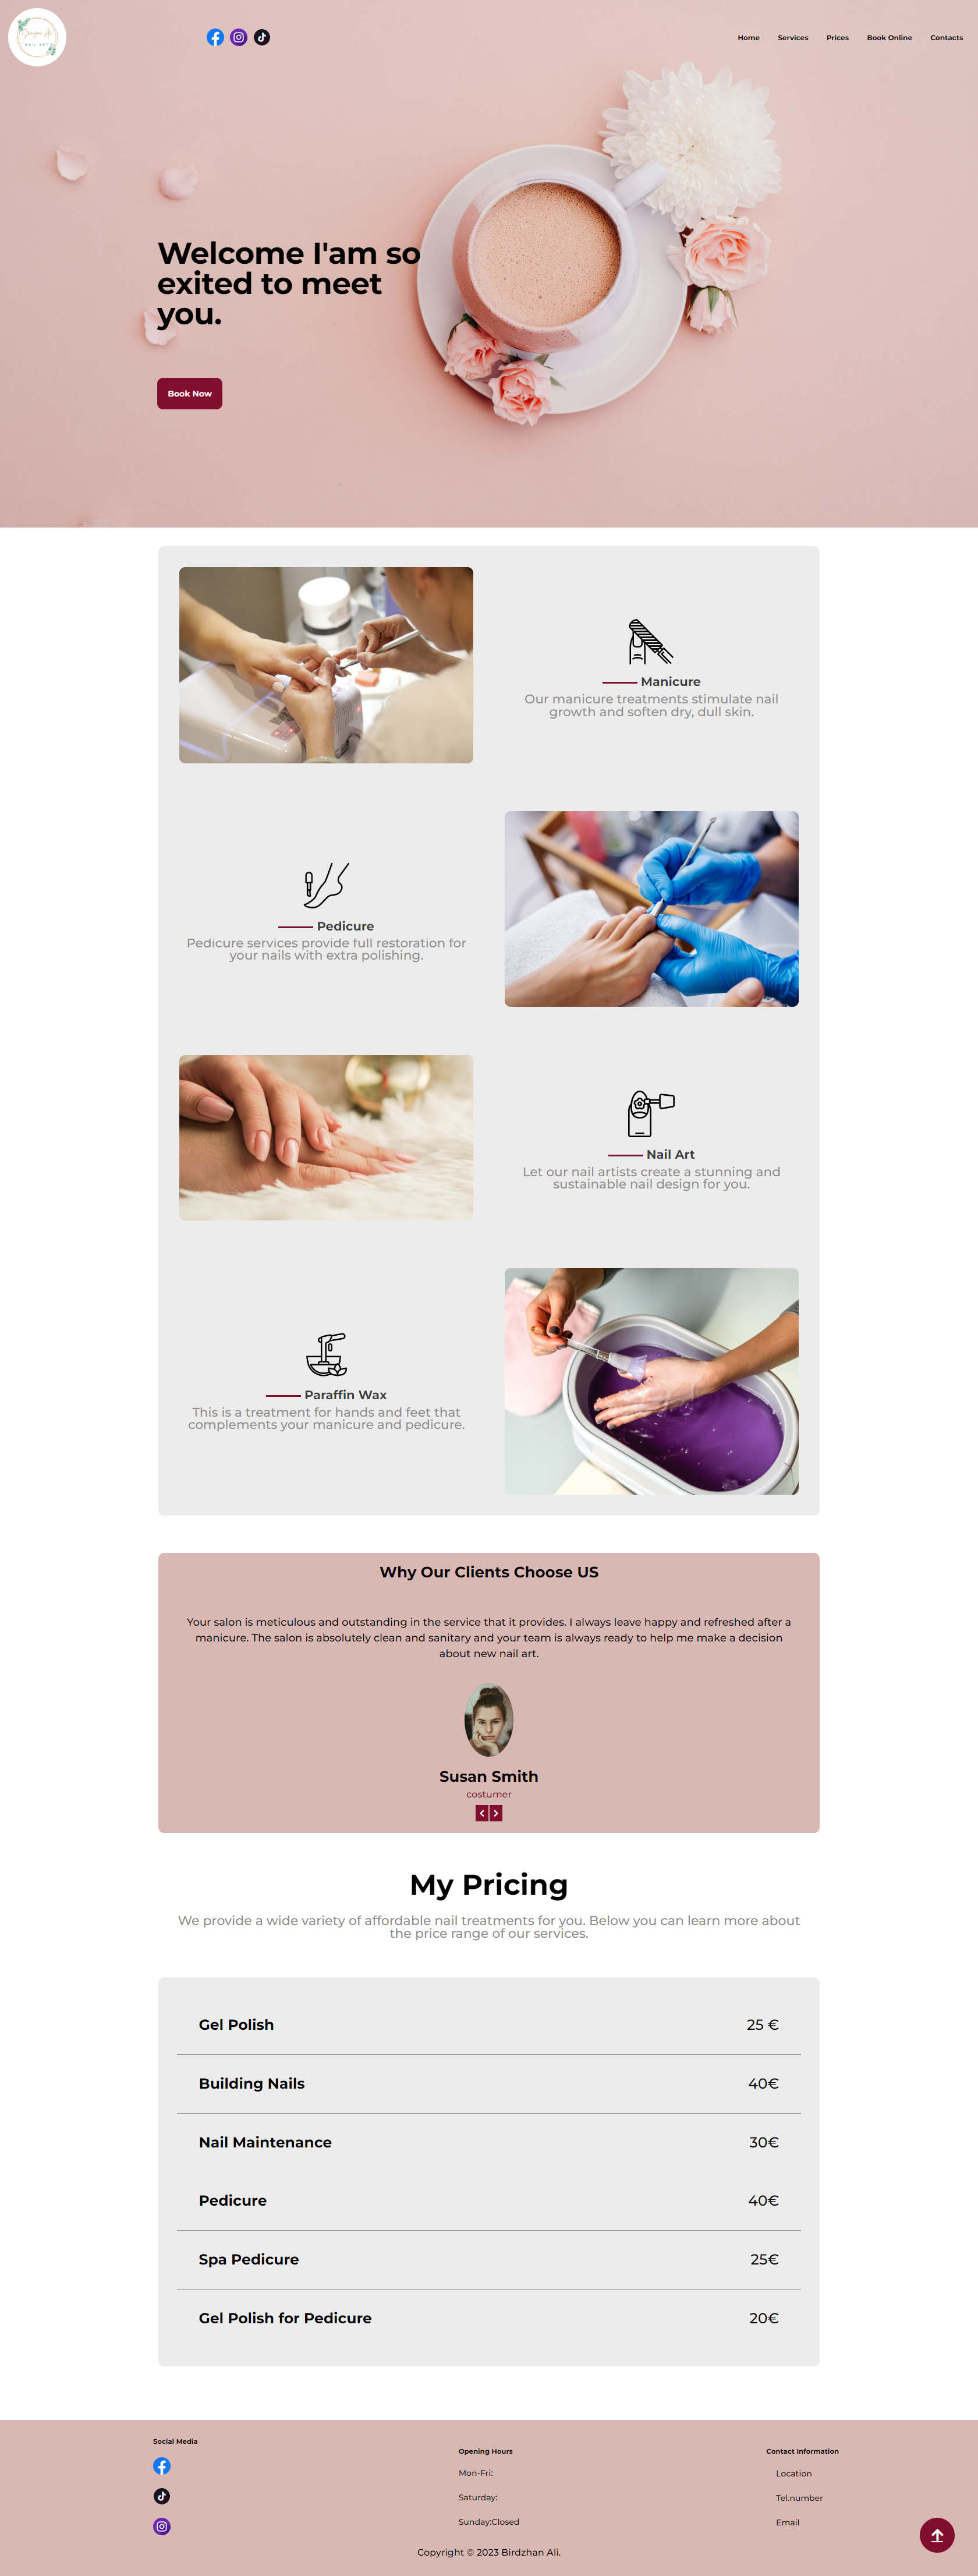 Birdzhan Ali
NAIL ART
Home Services Prices Book Online Contacts
Welcome I'am so
exited to meet
you.
Book Now
Manicure
Our manicure treatments stimulate nail
growth and soften dry, dull skin.
Pedicure
Pedicure services provide full restoration for
your nails with extra polishing.
Nail Art
Let our nail artists create a stunning and
sustainable nail design for you.
Paraffin Wax
This is a treatment for hands and feet that
complements your manicure and pedicure.
Why Our Clients Choose US
Your salon is meticulous and outstanding in the service that it provides. I always leave happy and refreshed after a
manicure. The salon is absolutely clean and sanitary and your team is always ready to help me make a decision
about new nail art.
Susan Smith
costumer
My Pricing
We provide a wide variety of affordable nail treatments for you. Below you can learn more about
the price range of our services.
Gel Polish 25 €
Building Nails 40€
Nail Maintenance 30€
Pedicure 40€
Spa Pedicure 25€
Gel Polish for Pedicure 20€
Social Media
Opening Hours
Mon-Fri:
Saturday:
Sunday:Closed
Contact Information
Location
Tel.number
Email
Copyright © 2023 Birdzhan Ali.